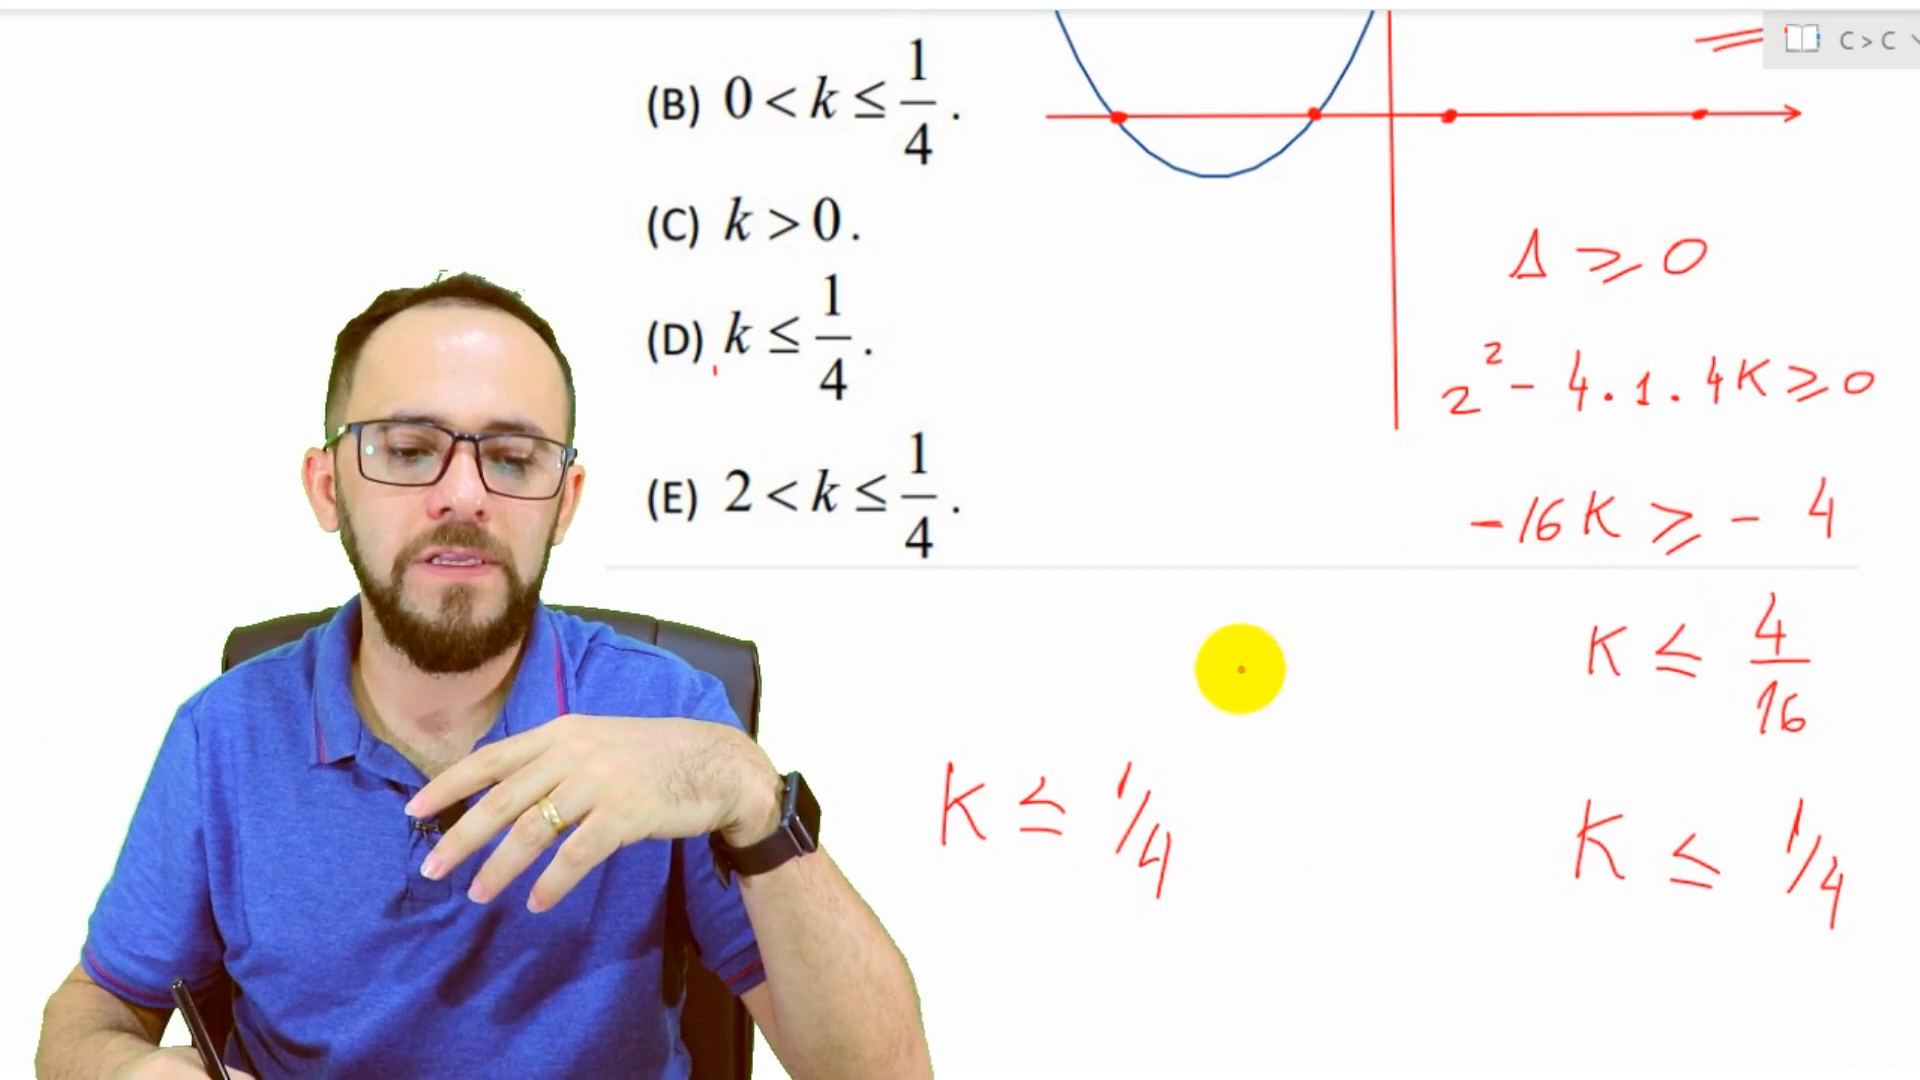 C > C
(B) 0 < k ≤ 1/4 .
(C) k > 0 .
(D) k ≤ 1/4 .
(E) 2 < k ≤ 1/4 .
Δ ≥ 0
2² - 4 . 1 . 4K ≥ 0
- 16K ≥ - 4
K ≤ 4/16
K ≤ 1/4
K ≤ 1/4